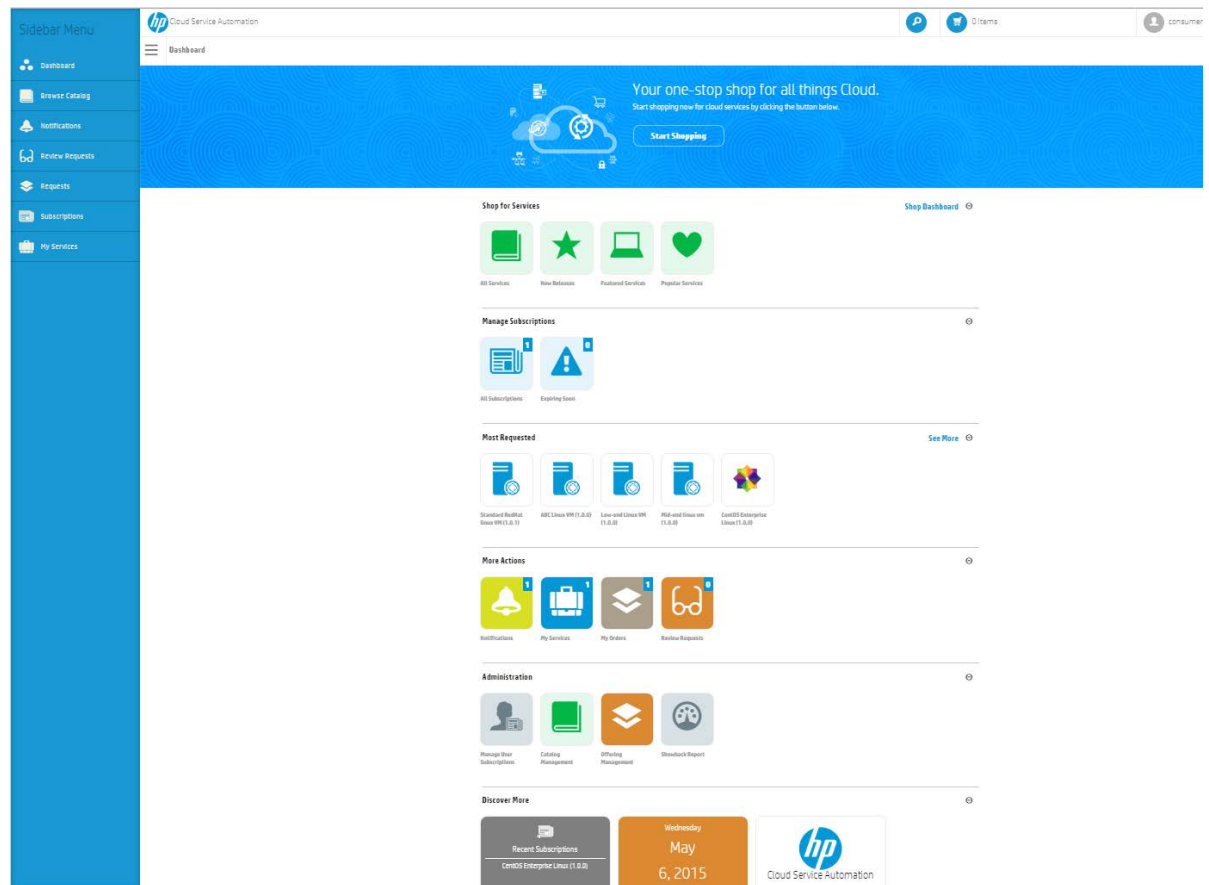 Sidebar Menu
Dashboard
Browse Catalog
Notifications
Review Requests
Requests
Subscriptions
My Services
hp Cloud Service Automation
0 Items
consumer
Dashboard
Your one-stop shop for all things Cloud.
Start shopping now for cloud services by clicking the button below.
Start Shopping
Shop for Services
Shop Dashboard
All Services
New Releases
Featured Services
Popular Services
Manage Subscriptions
1
0
All Subscriptions
Expiring Soon
Most Requested
See More
Standard RedHat
linux VM (1.0.1)
ABC Linux VM (1.0.0)
Low-end Linux VM
(1.0.0)
Mid-end linux vm
(1.0.0)
CentOS Enterprise
Linux (1.0.0)
More Actions
1
1
1
0
Notifications
My Services
My Orders
Review Requests
Administration
Manage User
Subscriptions
Catalog
Management
Offering
Management
Showback Report
Discover More
Recent Subscriptions
CentOS Enterprise Linux (1.0.0)
Wednesday
May
6, 2015
hp
Cloud Service Automation